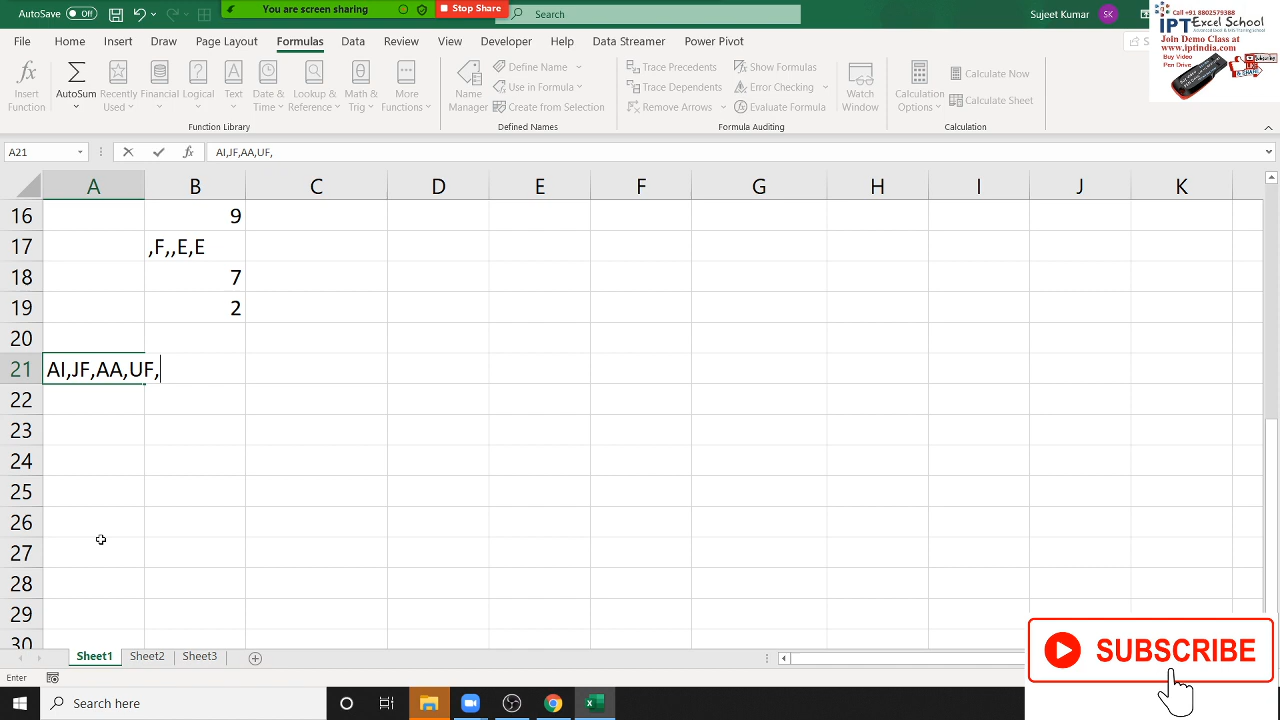 AutoSave Off
You are screen sharing
Stop Share
Search
Sujeet Kumar
SK
File Home Insert Draw Page Layout Formulas Data Review View Developer Help Data Streamer Power Pivot
Call +91 8802579388
IPT Excel School
Advanced Excel & MIS Training School
Join Demo Class at
www.iptindia.com
Buy Video
Pen Drive
Insert Function
AutoSum
Recently Used
Financial
Logical
Text
Date & Time
Lookup & Reference
Math & Trig
More Functions
Name Manager
Define Name
Use in Formula
Create from Selection
Trace Precedents
Trace Dependents
Remove Arrows
Show Formulas
Error Checking
Evaluate Formula
Watch Window
Calculation Options
Calculate Now
Calculate Sheet
Function Library
Defined Names
Formula Auditing
Calculation
A21
fx
AI,JF,AA,UF,
A B C D E F G H I J K
16 9
17 ,F,,E,E
18 7
19 2
20
21 AI,JF,AA,UF,
22
23
24
25
26
27
28
29
30
Sheet1 Sheet2 Sheet3
Enter
SUBSCRIBE
Search here